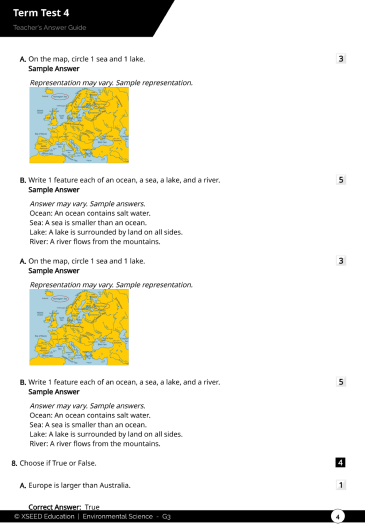 Term Test 4
Teacher's Answer Guide
A. On the map, circle 1 sea and 1 lake. 3
Sample Answer
Representation may vary. Sample representation.
B. Write 1 feature each of an ocean, a sea, a lake, and a river. 5
Sample Answer
Answer may vary. Sample answers.
Ocean: An ocean contains salt water.
Sea: A sea is smaller than an ocean.
Lake: A lake is surrounded by land on all sides.
River: A river flows from the mountains.
A. On the map, circle 1 sea and 1 lake. 3
Sample Answer
Representation may vary. Sample representation.
B. Write 1 feature each of an ocean, a sea, a lake, and a river. 5
Sample Answer
Answer may vary. Sample answers.
Ocean: An ocean contains salt water.
Sea: A sea is smaller than an ocean.
Lake: A lake is surrounded by land on all sides.
River: A river flows from the mountains.
8. Choose if True or False. 4
A. Europe is larger than Australia. 1
Correct Answer: True
© XSEED Education | Environmental Science - G3 4